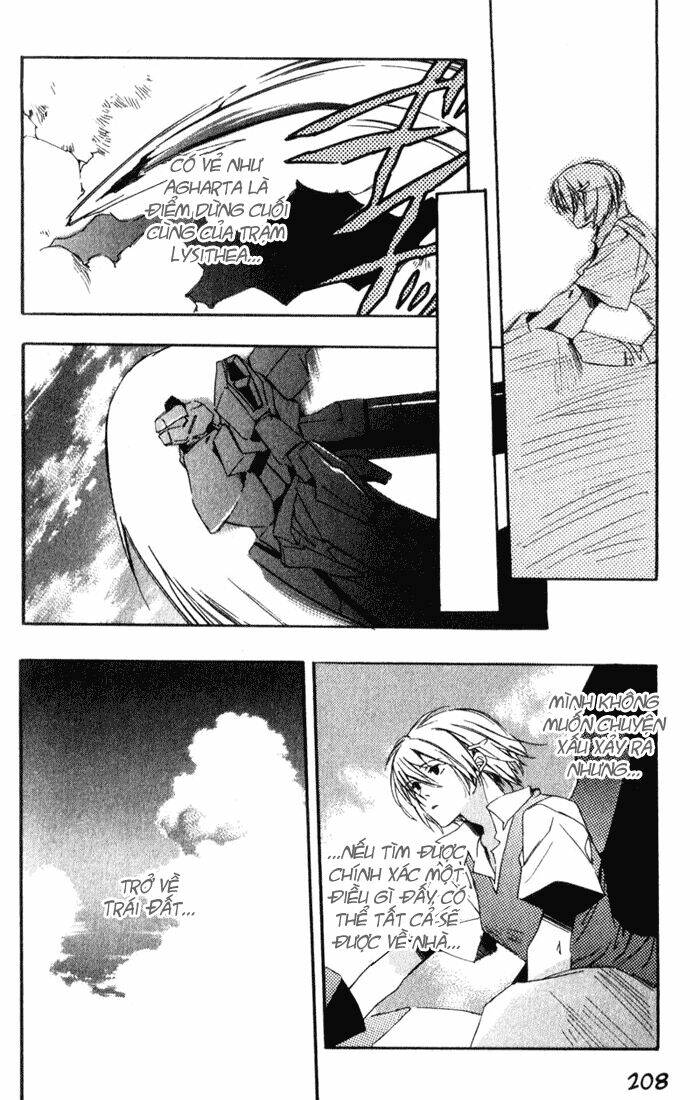 CÓ VẺ NHƯ
AGHARTA LÀ
ĐIỂM DỪNG CUỐI
CÙNG CỦA TRẠM
LYSITHEA...
MÌNH KHÔNG
MUỐN CHUYỆN
XẤU XẢY RA
NHƯNG...
...NẾU TÌM ĐƯỢC
CHÍNH XÁC MỘT
ĐIỀU GÌ ĐẤY, CÓ
THỂ TẤT CẢ SẼ
ĐƯỢC VỀ NHÀ...
TRỞ VỀ
TRÁI ĐẤT...
208